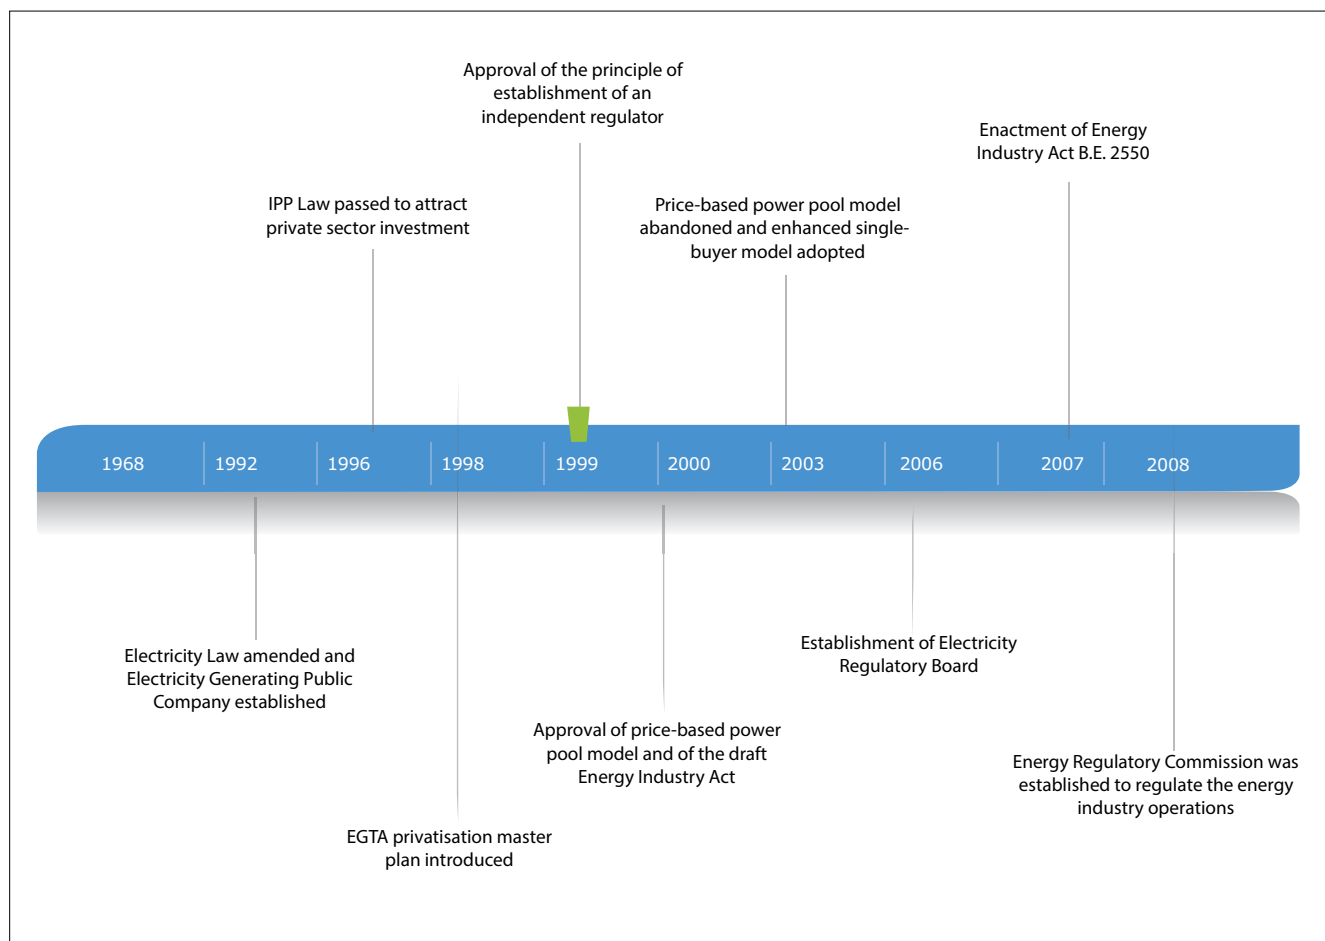 Approval of the principle of
establishment of an
independent regulator
Enactment of Energy
Industry Act B.E. 2550
IPP Law passed to attract
private sector investment
Price-based power pool model
abandoned and enhanced single-
buyer model adopted
1968
1992
1996
1998
1999
2000
2003
2006
2007
2008
Electricity Law amended and
Electricity Generating Public
Company established
Establishment of Electricity
Regulatory Board
Approval of price-based power
pool model and of the draft
Energy Industry Act
Energy Regulatory Commission was
established to regulate the energy
industry operations
EGTA privatisation master
plan introduced